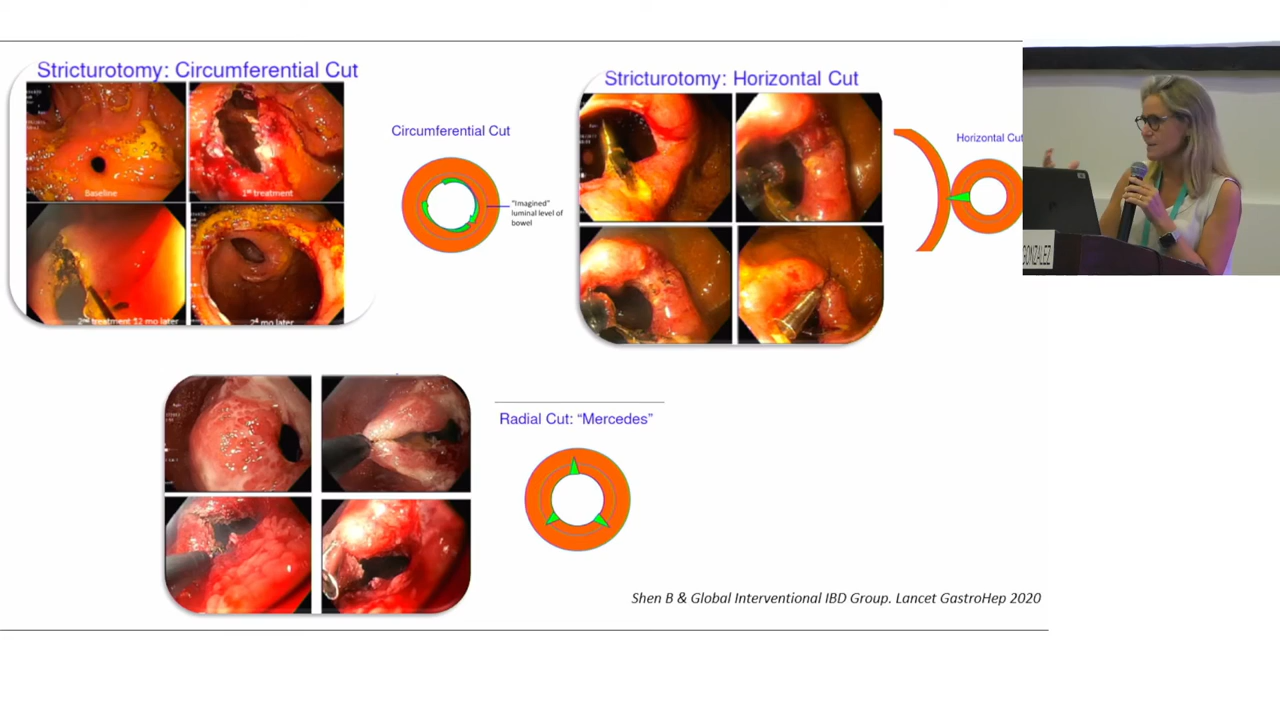 Stricturotomy: Circumferential Cut
Baseline
1st treatment
2nd treatment 12 mo later
mo later
Circumferential Cut
"Imagined"
luminal level of
bowel
Stricturotomy: Horizontal Cut
Horizontal Cut
GONZALEZ
Radial Cut: “Mercedes”
Shen B & Global Interventional IBD Group. Lancet GastroHep 2020